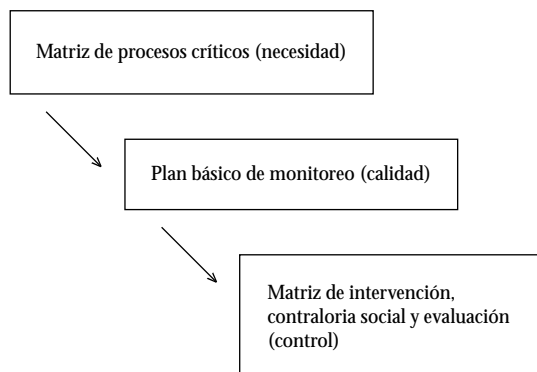 Matriz de procesos críticos (necesidad)
Plan básico de monitoreo (calidad)
Matriz de intervención,
contraloria social y evaluación
(control)